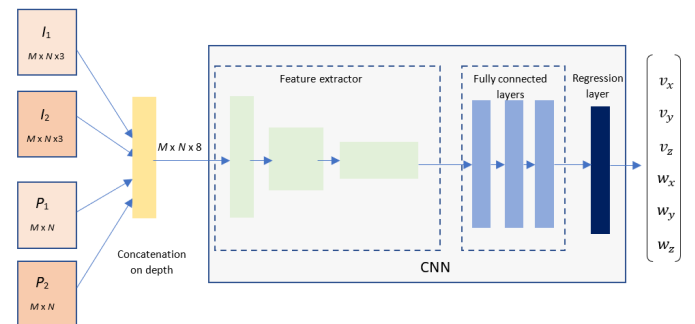 I1
M x N x3
I2
M x N x3
P1
M x N
P2
M x N
Concatenation
on depth
M x N x 8
Feature extractor
Fully connected
layers
Regression
layer
CNN
vx
vy
vz
wx
wy
wz